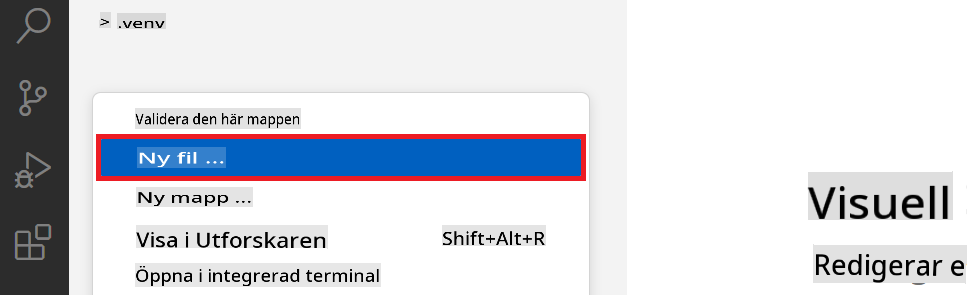 > .venv
Validera den här mappen
Ny fil ...
Ny mapp ...
Visa i Utforskaren Shift+Alt+R
Öppna i integrerad terminal
Visuell
Redigerar e